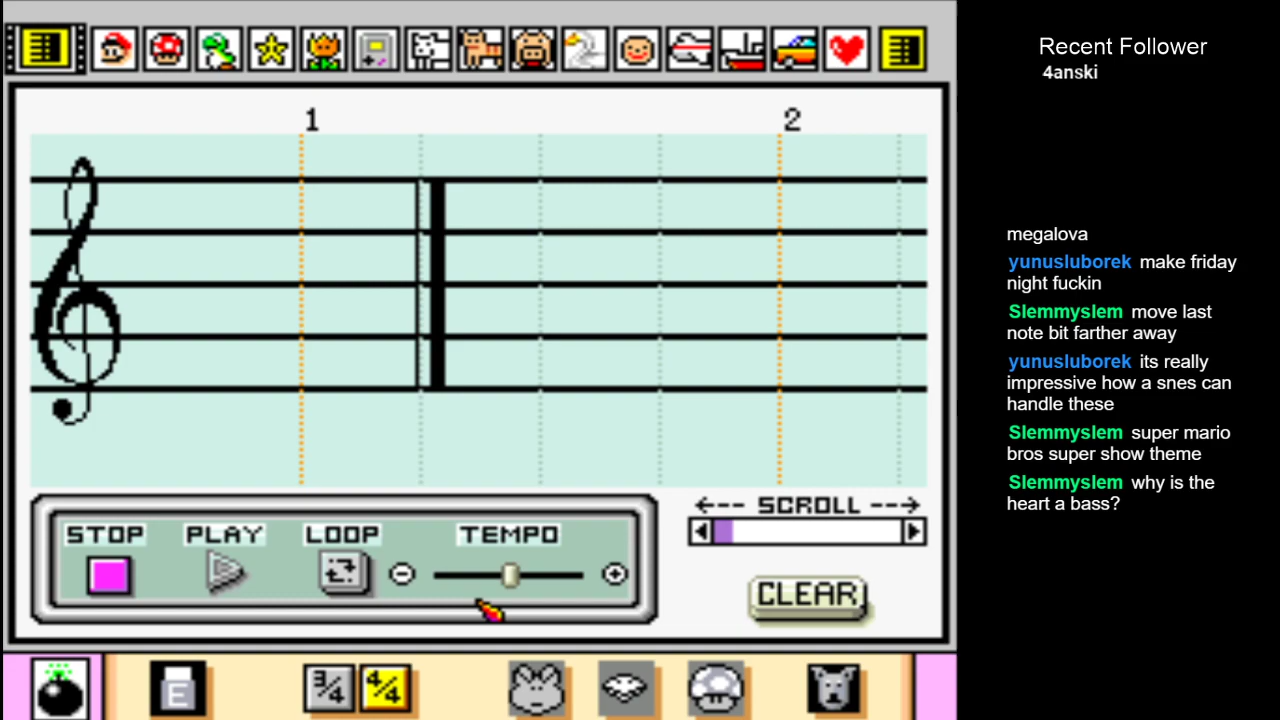 Recent Follower
4anski
1 2
megalova
yunusluborek make friday
night fuckin
Slemmyslem move last
note bit farther away
yunusluborek its really
impressive how a snes can
handle these
Slemmyslem super mario
bros super show theme
Slemmyslem why is the
heart a bass?
<--- SCROLL --->
STOP PLAY LOOP TEMPO
CLEAR
E 3/4 4/4